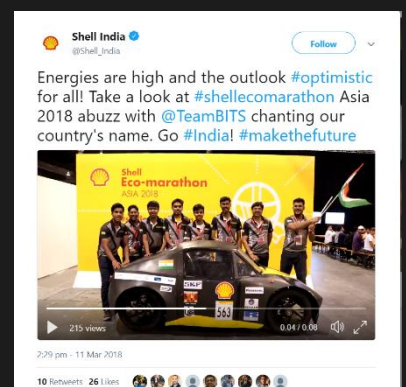 Shell India
@Shell_India
Follow
Energies are high and the outlook #optimistic
for all! Take a look at #shellecomarathon Asia
2018 abuzz with @TeamBITS chanting our
country's name. Go #India! #makethefuture
Shell
Eco-marathon
ASIA 2018
SKF
563
215 views
0:04 / 0:08
2:29 pm - 11 Mar 2018
10 Retweets 26 Likes